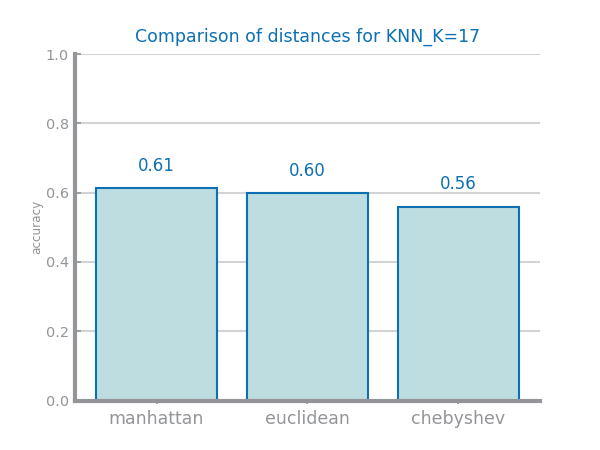 Comparison of distances for KNN_K=17
1.0
0.8
0.6
0.4
0.2
0.0
accuracy
0.61
0.60
0.56
manhattan
euclidean
chebyshev